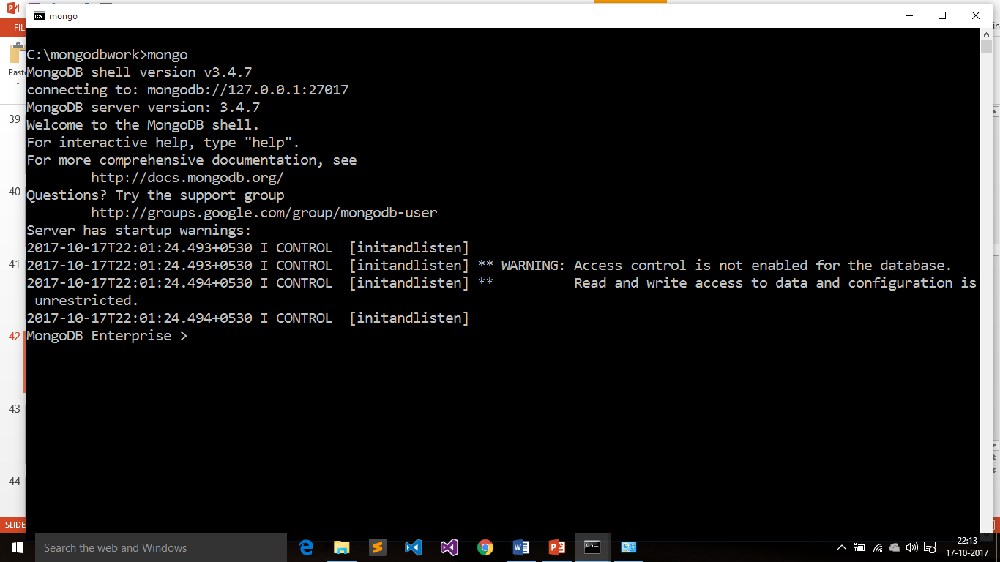 mongo
FIL
Paste
C:\mongodbwork>mongo
MongoDB shell version v3.4.7
connecting to: mongodb://127.0.0.1:27017
MongoDB server version: 3.4.7
Welcome to the MongoDB shell.
For interactive help, type "help".
For more comprehensive documentation, see
http://docs.mongodb.org/
Questions? Try the support group
http://groups.google.com/group/mongodb-user
Server has startup warnings:
2017-10-17T22:01:24.493+0530 I CONTROL  [initandlisten]
2017-10-17T22:01:24.493+0530 I CONTROL  [initandlisten] ** WARNING: Access control is not enabled for the database.
2017-10-17T22:01:24.494+0530 I CONTROL  [initandlisten] **          Read and write access to data and configuration is
unrestricted.
2017-10-17T22:01:24.494+0530 I CONTROL  [initandlisten]
MongoDB Enterprise >
39
40
41
42
43
44
SLIDE
Search the web and Windows
22:13
17-10-2017